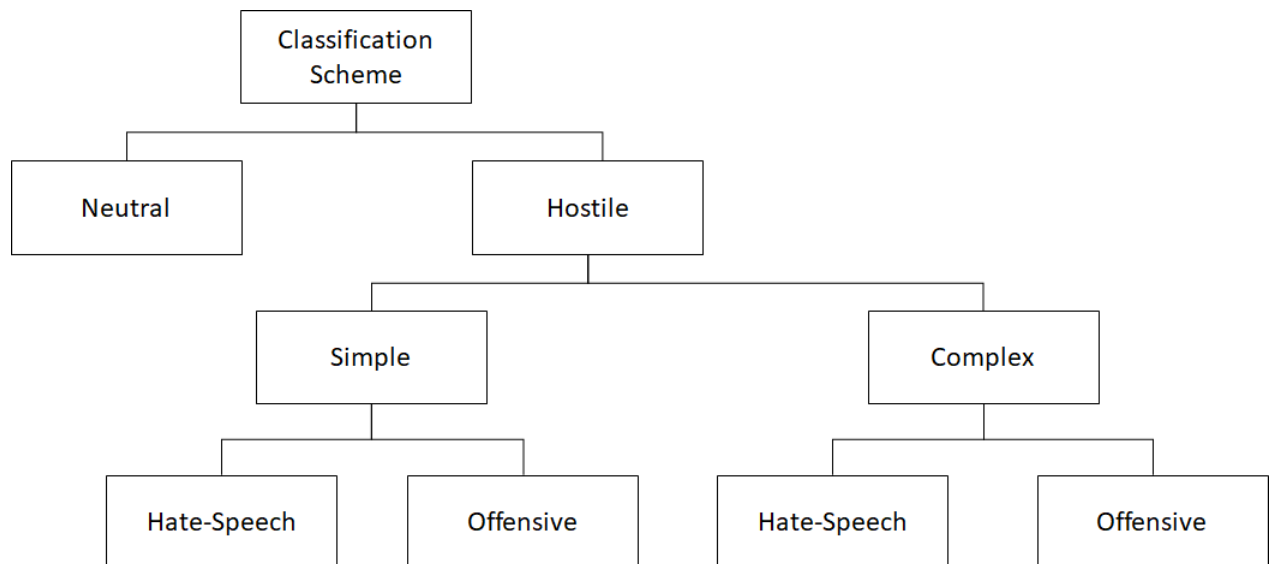 Classification
Scheme
Neutral
Hostile
Simple
Complex
Hate-Speech
Offensive
Hate-Speech
Offensive